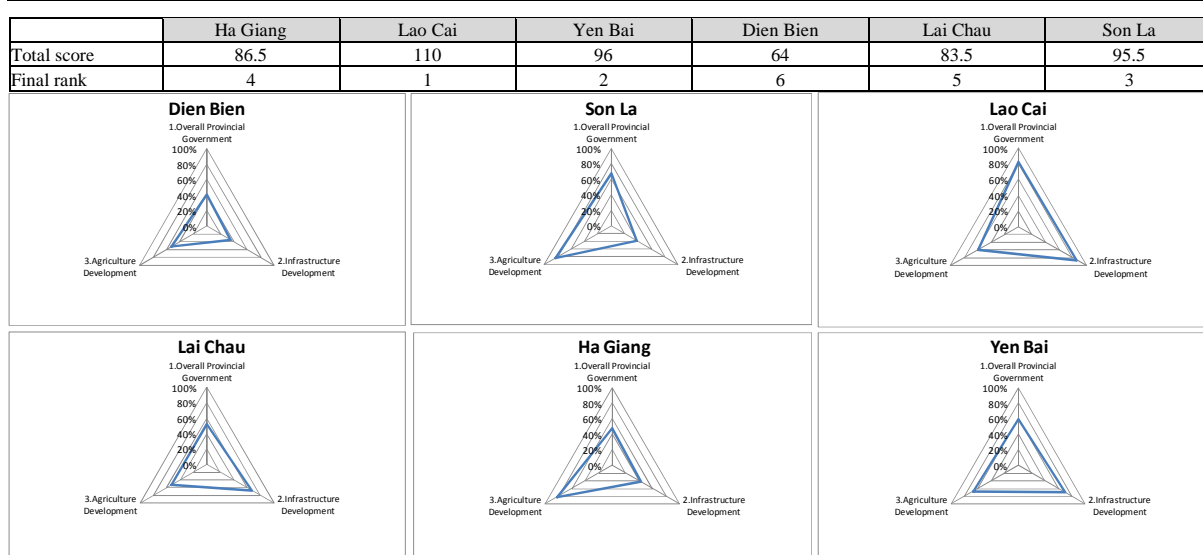 Ha Giang Lao Cai Yen Bai Dien Bien Lai Chau Son La
Total score 86.5 110 96 64 83.5 95.5
Final rank 4 1 2 6 5 3
Dien Bien
1.Overall Provincial
Government
100%
80%
60%
40%
20%
0%
3.Agriculture
Development
2.Infrastructure
Development
Son La
1.Overall Provincial
Government
100%
80%
60%
40%
20%
0%
3.Agriculture
Development
2.Infrastructure
Development
Lao Cai
1.Overall Provincial
Government
100%
80%
60%
40%
20%
0%
3.Agriculture
Development
2.Infrastructure
Development
Lai Chau
1.Overall Provincial
Government
100%
80%
60%
40%
20%
0%
3.Agriculture
Development
2.Infrastructure
Development
Ha Giang
1.Overall Provincial
Government
100%
80%
60%
40%
20%
0%
3.Agriculture
Development
2.Infrastructure
Development
Yen Bai
1.Overall Provincial
Government
100%
80%
60%
40%
20%
0%
3.Agriculture
Development
2.Infrastructure
Development